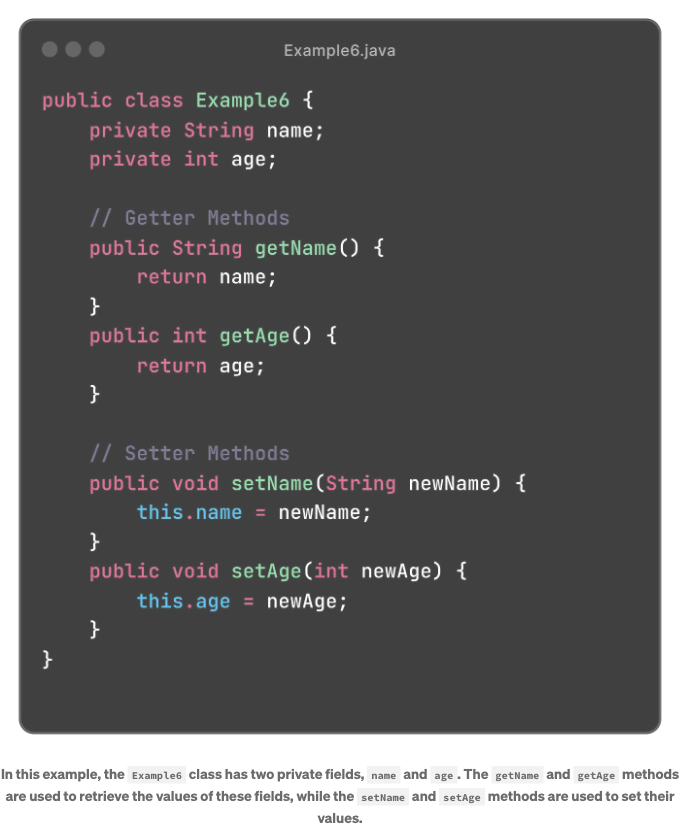 Example6.java
public class Example6 {
    private String name;
    private int age;

    // Getter Methods
    public String getName() {
        return name;
    }
    public int getAge() {
        return age;
    }

    // Setter Methods
    public void setName(String newName) {
        this.name = newName;
    }
    public void setAge(int newAge) {
        this.age = newAge;
    }
}
In this example, the Example6 class has two private fields, name and age. The getName and getAge methods
are used to retrieve the values of these fields, while the setName and setAge methods are used to set their
values.